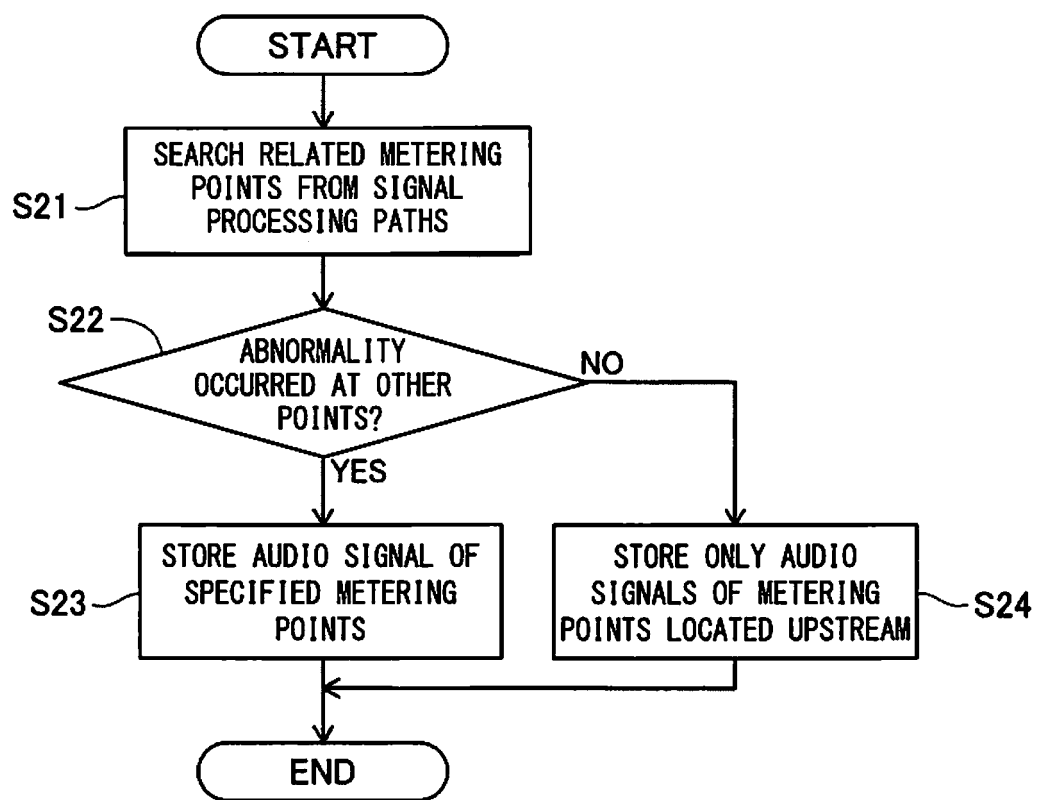 START
SEARCH RELATED METERING
POINTS FROM SIGNAL
PROCESSING PATHS
S21
S22
ABNORMALITY
OCCURRED AT OTHER
POINTS?
NO
YES
STORE AUDIO SIGNAL OF
SPECIFIED METERING
POINTS
S23
STORE ONLY AUDIO
SIGNALS OF METERING
POINTS LOCATED UPSTREAM
S24
END